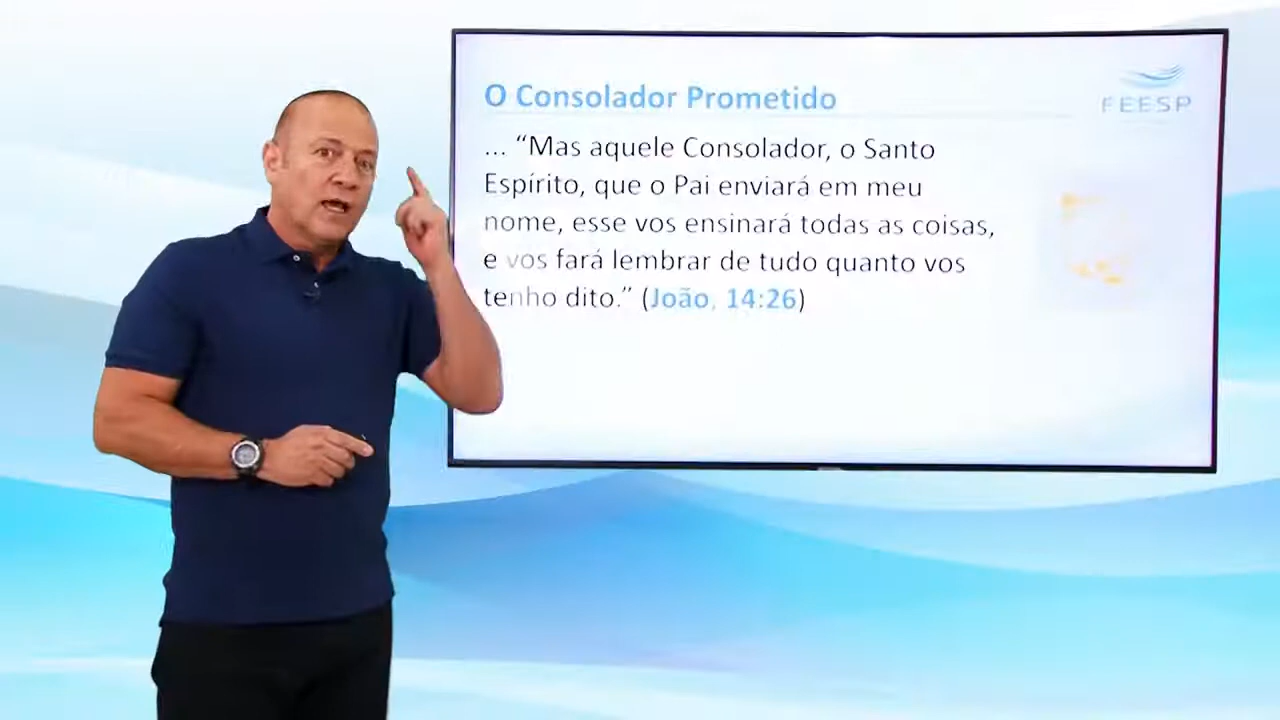 O Consolador Prometido
FEESP
... “Mas aquele Consolador, o Santo
Espírito, que o Pai enviará em meu
nome, esse vos ensinará todas as coisas,
e vos fará lembrar de tudo quanto vos
tenho dito.” (João, 14:26)